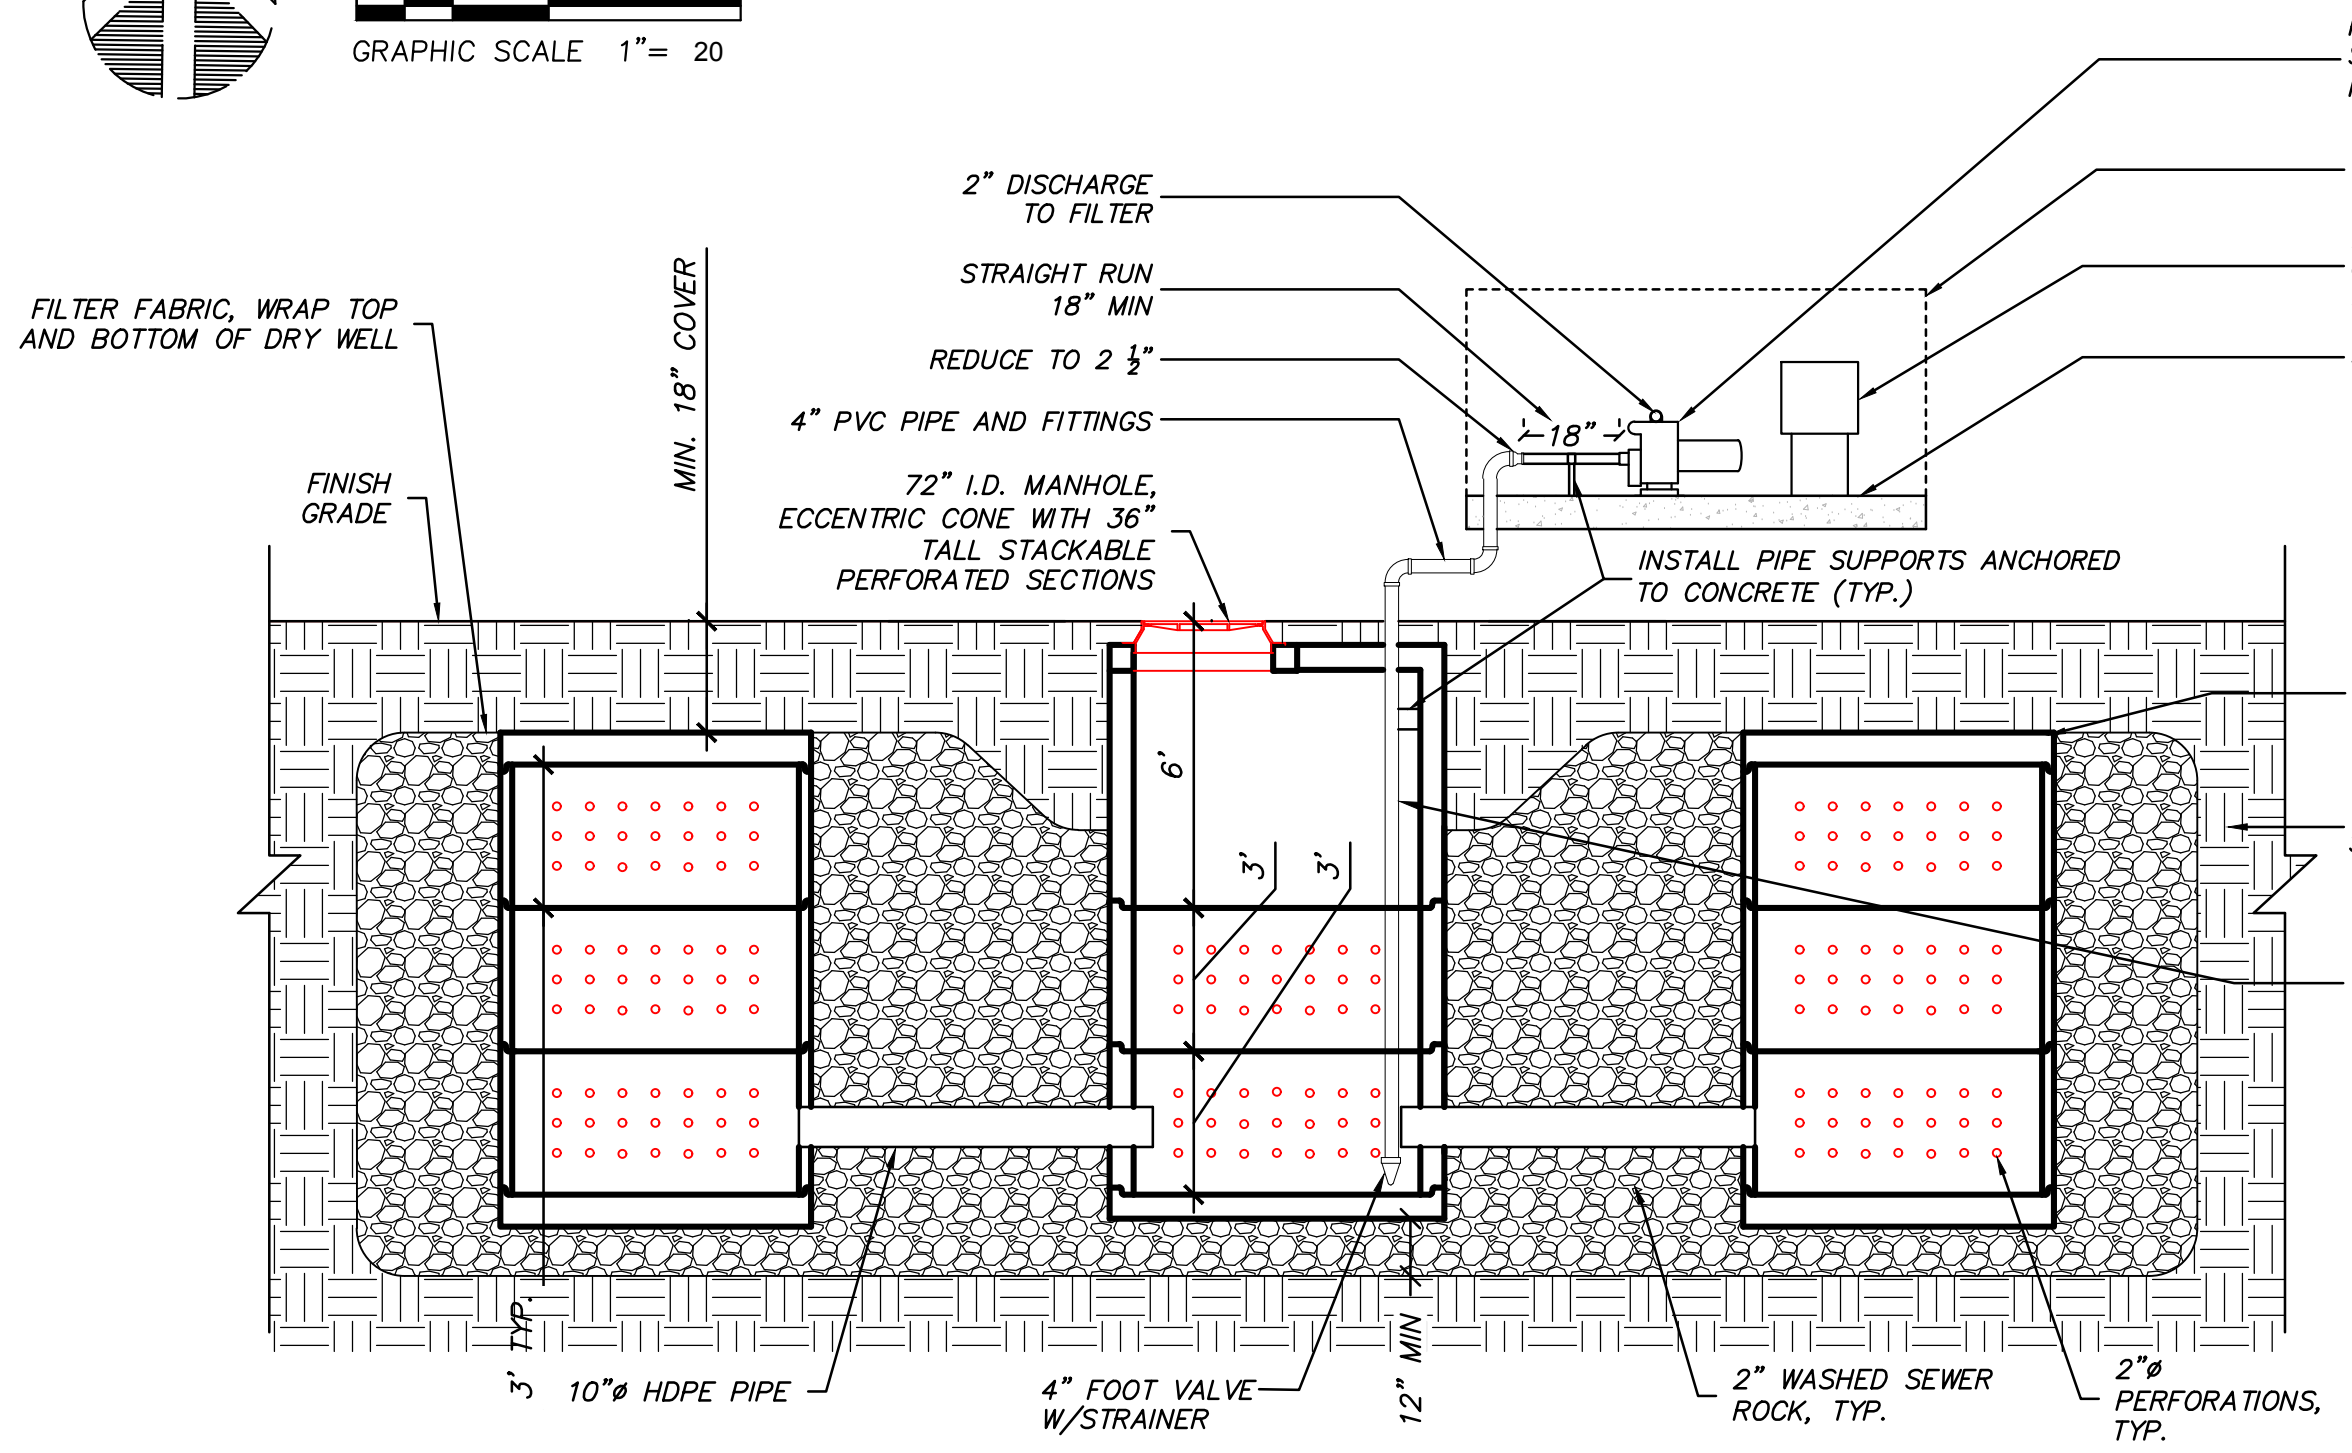 GRAPHIC SCALE 1"= 20
2" DISCHARGE
TO FILTER
STRAIGHT RUN
18" MIN
REDUCE TO 2 ½"
4" PVC PIPE AND FITTINGS
72" I.D. MANHOLE,
ECCENTRIC CONE WITH 36"
TALL STACKABLE
PERFORATED SECTIONS
FILTER FABRIC, WRAP TOP
AND BOTTOM OF DRY WELL
FINISH
GRADE
MIN. 18" COVER
18"
INSTALL PIPE SUPPORTS ANCHORED
TO CONCRETE (TYP.)
6'
3'
3'
3' TYP.
10"ø HDPE PIPE
4" FOOT VALVE
W/STRAINER
12" MIN
2" WASHED SEWER
ROCK, TYP.
2"ø
PERFORATIONS,
TYP.